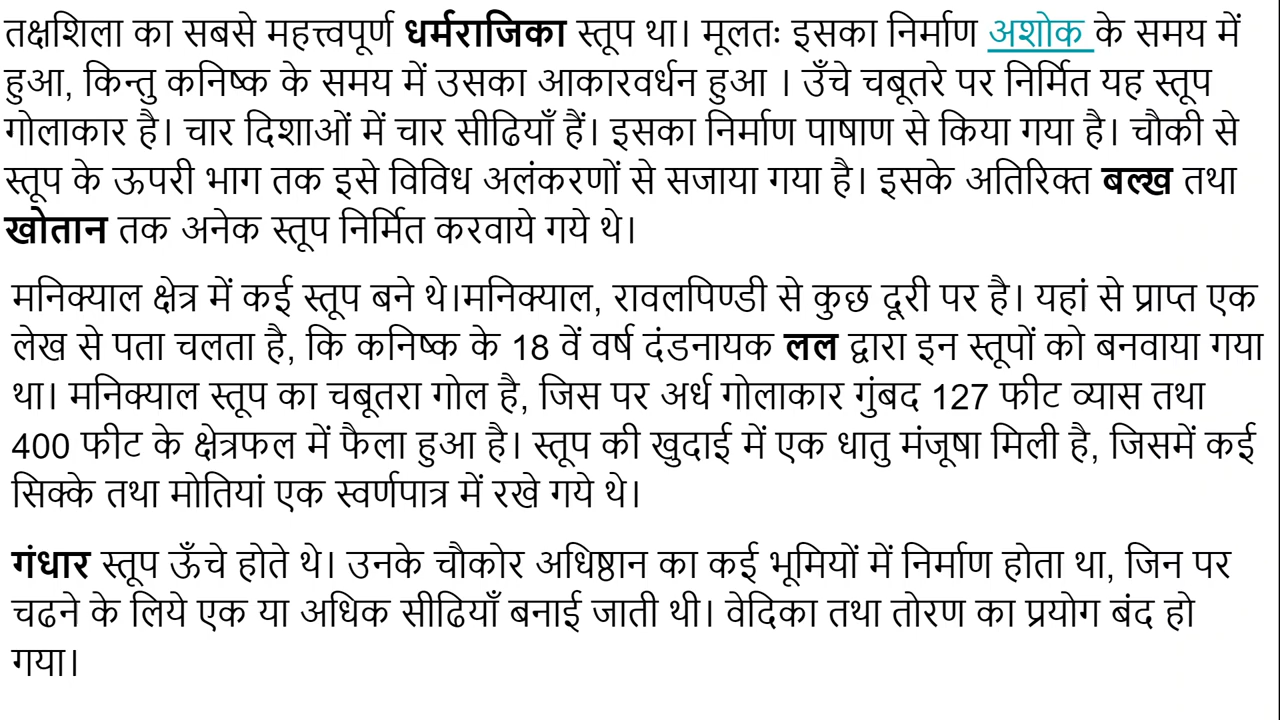 तक्षशिला का सबसे महत्त्वपूर्ण धर्मराजिका स्तूप था। मूलतः इसका निर्माण अशोक के समय में
हुआ, किन्तु कनिष्क के समय में उसका आकारवर्धन हुआ । उँचे चबूतरे पर निर्मित यह स्तूप
गोलाकार है। चार दिशाओं में चार सीढियाँ हैं। इसका निर्माण पाषाण से किया गया है। चौकी से
स्तूप के ऊपरी भाग तक इसे विविध अलंकरणों से सजाया गया है। इसके अतिरिक्त बल्ख तथा
खोतान तक अनेक स्तूप निर्मित करवाये गये थे।
मनिक्याल क्षेत्र में कई स्तूप बने थे।मनिक्याल, रावलपिण्डी से कुछ दूरी पर है। यहां से प्राप्त एक
लेख से पता चलता है, कि कनिष्क के 18 वें वर्ष दंडनायक लल द्वारा इन स्तूपों को बनवाया गया
था। मनिक्याल स्तूप का चबूतरा गोल है, जिस पर अर्ध गोलाकार गुंबद 127 फीट व्यास तथा
400 फीट के क्षेत्रफल में फैला हुआ है। स्तूप की खुदाई में एक धातु मंजूषा मिली है, जिसमें कई
सिक्के तथा मोतियां एक स्वर्णपात्र में रखे गये थे।
गंधार स्तूप ऊँचे होते थे। उनके चौकोर अधिष्ठान का कई भूमियों में निर्माण होता था, जिन पर
चढने के लिये एक या अधिक सीढियाँ बनाई जाती थी। वेदिका तथा तोरण का प्रयोग बंद हो
गया।